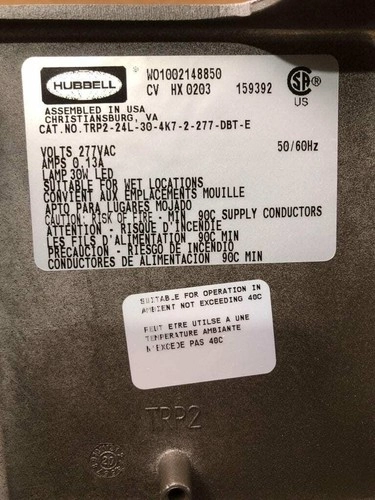 HUBBELL
WO1002148850
CV HX0203 159392
US
ASSEMBLED IN USA
CHRISTIANSBURG, VA
CAT.NO.TRP2-24L-30-4K7-2-277-DBT-E
VOLTS 277VAC 50/60Hz
AMPS 0.13A
LAMP 30W LED
SUITABLE FOR WET LOCATIONS
CONVIENT AUX EMPLACEMENTS MOUILLE
APTO PARA LUGARES MOJADO
CAUTION: RISK OF FIRE - MIN 90C SUPPLY CONDUCTORS
ATTENTION - RISQUE D'INCENDIE
LES FILS D'ALIMENTATION 90C MIN
PRECAUCION - RIESGO DE INCENDIO
CONDUCTORES DE ALIMENTACION 90C MIN
SUITABLE FOR OPERATION IN
AMBIENT NOT EXCEEDING 40C
PEUT ETRE UTILSE A UNE
TEMPERATURE AMBIANTE
N'EXCEDE PAS 40C
TRP2